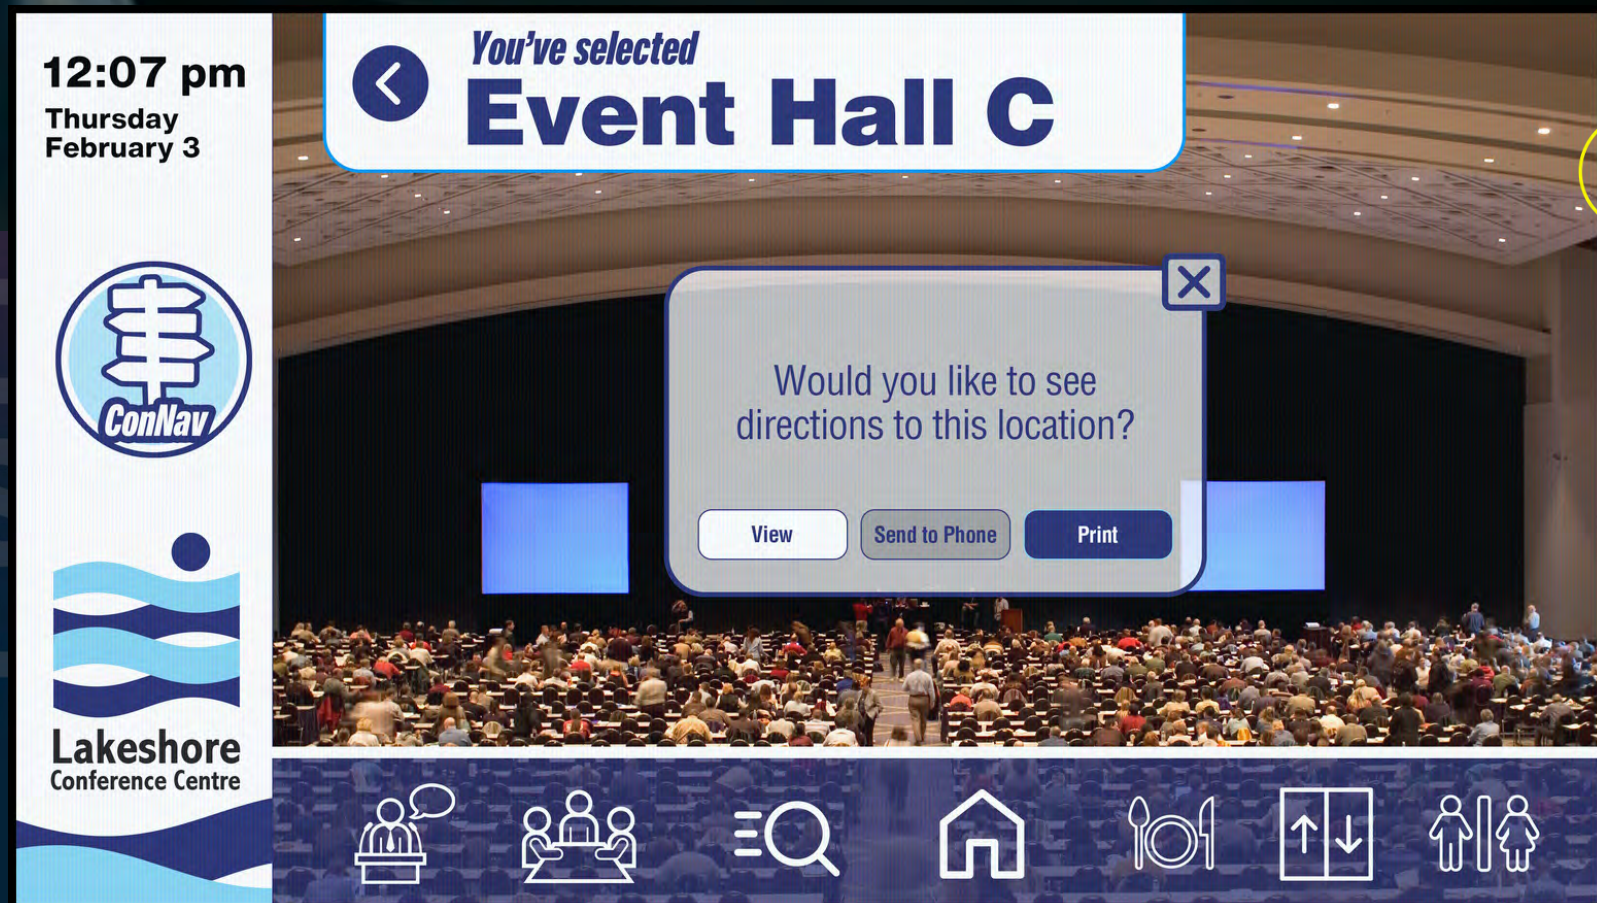 12:07 pm
Thursday
February 3
ConNav
Lakeshore
Conference Centre
You've selected
Event Hall C
Would you like to see
directions to this location?
View
Send to Phone
Print